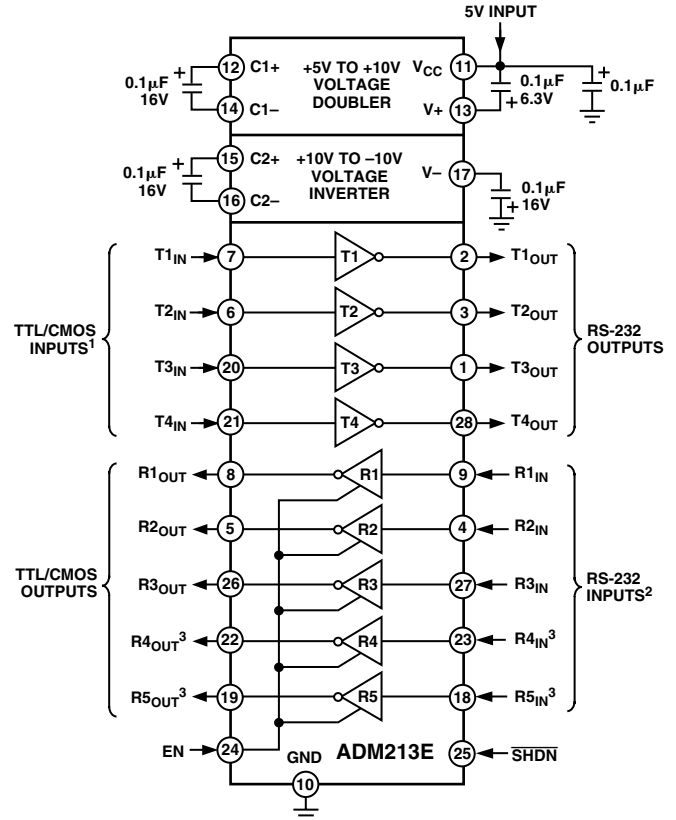 5V INPUT
12 C1+ +5V TO +10V VOLTAGE DOUBLER VCC 11
0.1µF 16V
+
14 C1– V+ 13
0.1µF 6.3V
+
+
0.1µF
15 C2+ +10V TO –10V VOLTAGE INVERTER V– 17
0.1µF 16V
+
16 C2–
0.1µF 16V
+
TTL/CMOS INPUTS1
T1IN 7 T1 2 T1OUT
T2IN 6 T2 3 T2OUT
T3IN 20 T3 1 T3OUT
T4IN 21 T4 28 T4OUT
RS-232 OUTPUTS
TTL/CMOS OUTPUTS
R1OUT 8 R1 9 R1IN
R2OUT 5 R2 4 R2IN
R3OUT 26 R3 27 R3IN
R4OUT3 22 R4 23 R4IN3
R5OUT3 19 R5 18 R5IN3
RS-232 INPUTS2
EN 24 GND ADM213E 25 SHDN
10